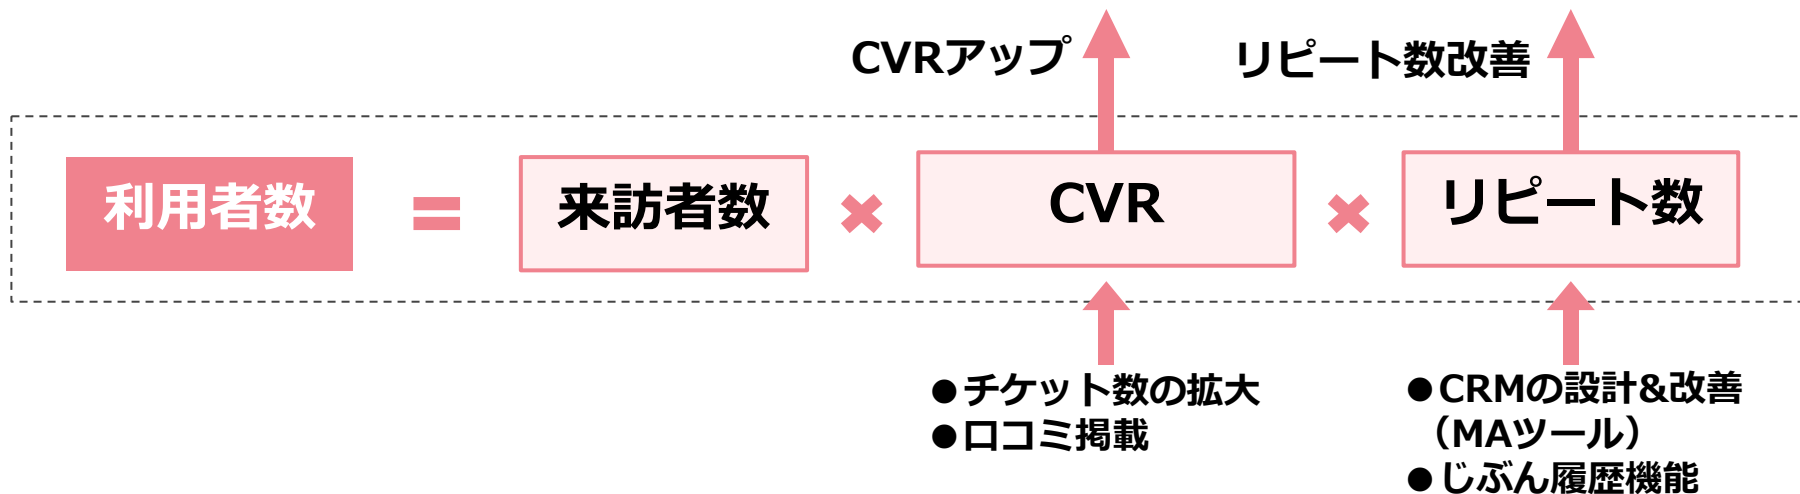 CVRアップ
リピート数改善
利用者数 = 来訪者数 × CVR × リピート数
●チケット数の拡大
●口コミ掲載
●CRMの設計&改善
（MAツール）
●じぶん履歴機能